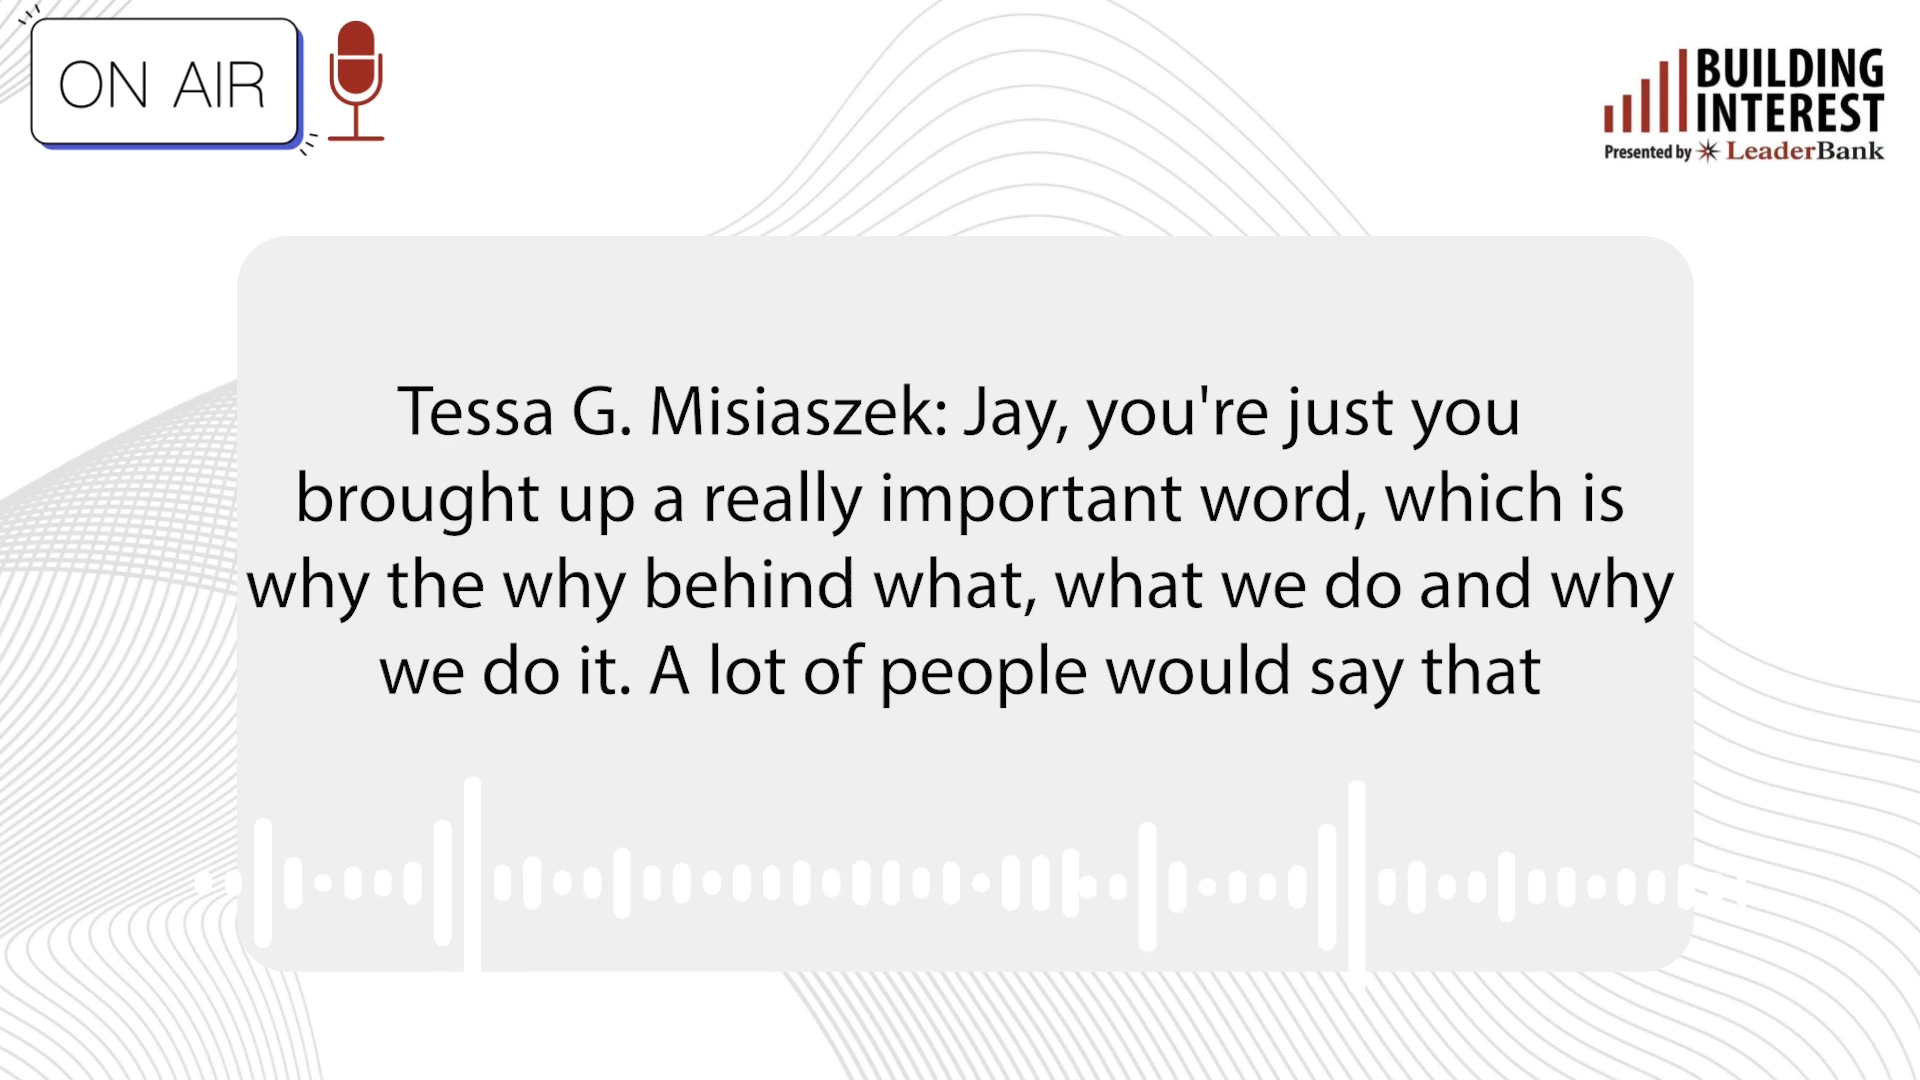 ON AIR
BUILDING
INTEREST
Presented by LeaderBank
Tessa G. Misiaszek: Jay, you're just you
brought up a really important word, which is
why the why behind what, what we do and why
we do it. A lot of people would say that